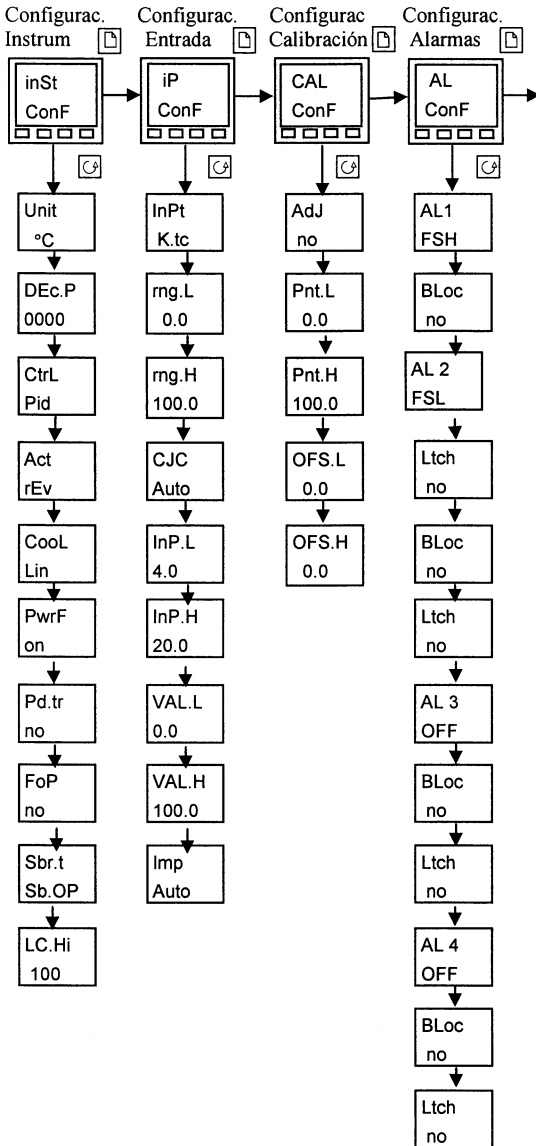 Configurac.
Instrum
inSt
ConF
Unit
°C
DEc.P
0000
CtrL
Pid
Act
rEv
CooL
Lin
PwrF
on
Pd.tr
no
FoP
no
Sbr.t
Sb.OP
LC.Hi
100
Configurac.
Entrada
iP
ConF
InPt
K.tc
rng.L
0.0
rng.H
100.0
CJC
Auto
InP.L
4.0
InP.H
20.0
VAL.L
0.0
VAL.H
100.0
Imp
Auto
Configurac
Calibración
CAL
ConF
AdJ
no
Pnt.L
0.0
Pnt.H
100.0
OFS.L
0.0
OFS.H
0.0
Configurac.
Alarmas
AL
ConF
AL1
FSH
BLoc
no
AL 2
FSL
Ltch
no
BLoc
no
Ltch
no
AL 3
OFF
BLoc
no
Ltch
no
AL 4
OFF
BLoc
no
Ltch
no